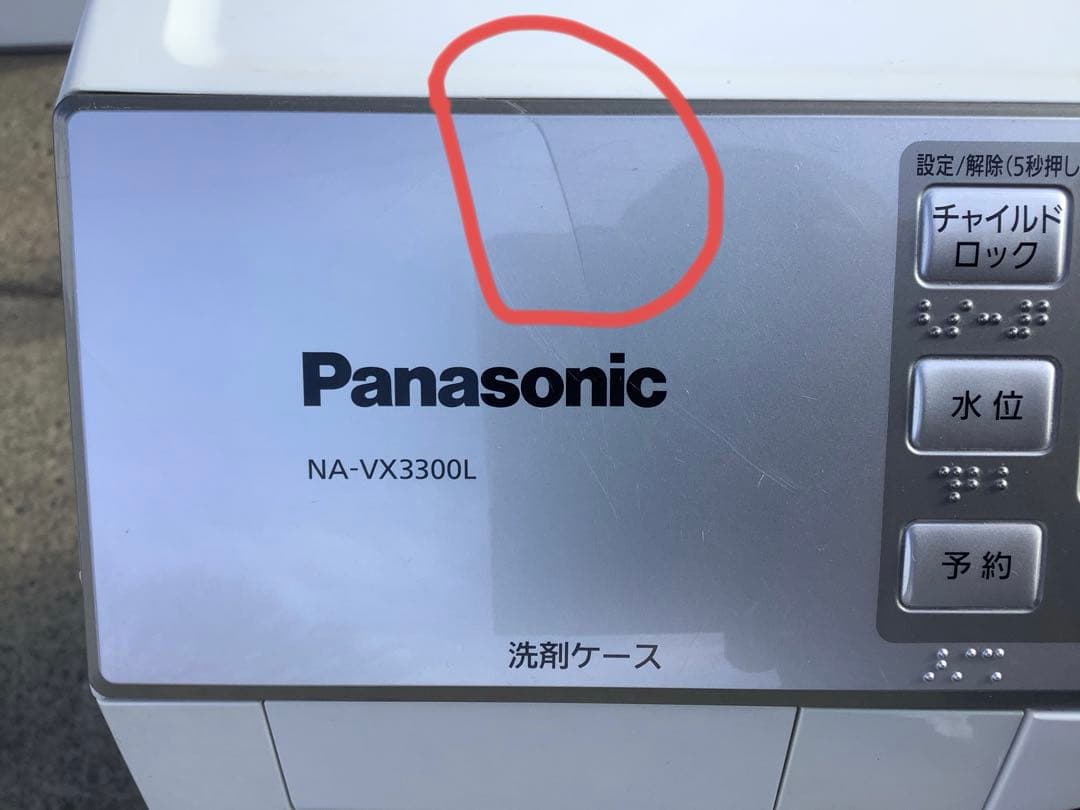 設定/解除(5秒押し
チャイルド
ロック
Panasonic
水位
NA-VX3300L
予約
洗剤ケース